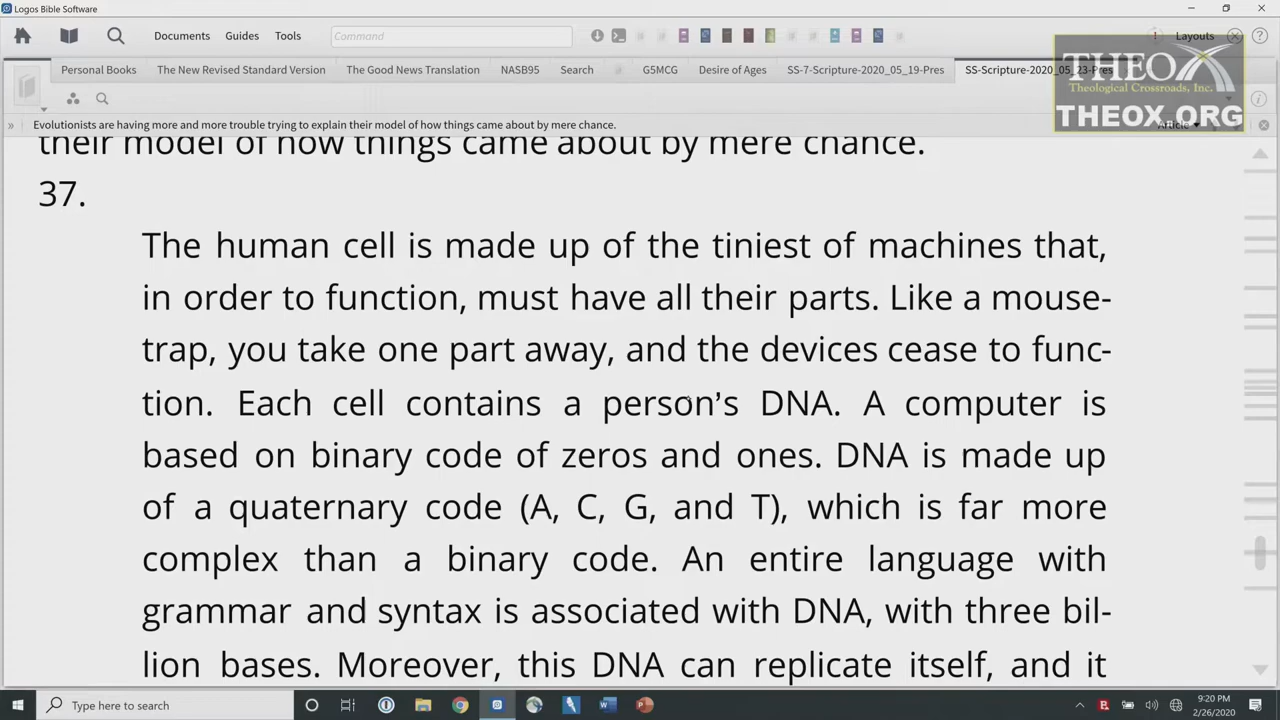 Logos Bible Software
Documents Guides Tools Command Layouts
Personal Books The New Revised Standard Version Translation NASB95 Search G5MCG Desire of Ages SS-7-Scripture-2020_05_19-Pres SS-Scripture-2020_05_23-Pres
THEOX
Theological Crossroads, Inc.
THEOX.ORG
Evolutionists are having more and more trouble trying to explain their model of how things came about by mere chance. Article
their model of how things came about by mere chance.
37.
The human cell is made up of the tiniest of machines that,
in order to function, must have all their parts. Like a mouse-
trap, you take one part away, and the devices cease to func-
tion. Each cell contains a person's DNA. A computer is
based on binary code of zeros and ones. DNA is made up
of a quaternary code (A, C, G, and T), which is far more
complex than a binary code. An entire language with
grammar and syntax is associated with DNA, with three bil-
lion bases. Moreover, this DNA can replicate itself, and it
Type here to search
9:20 PM
2/26/2020